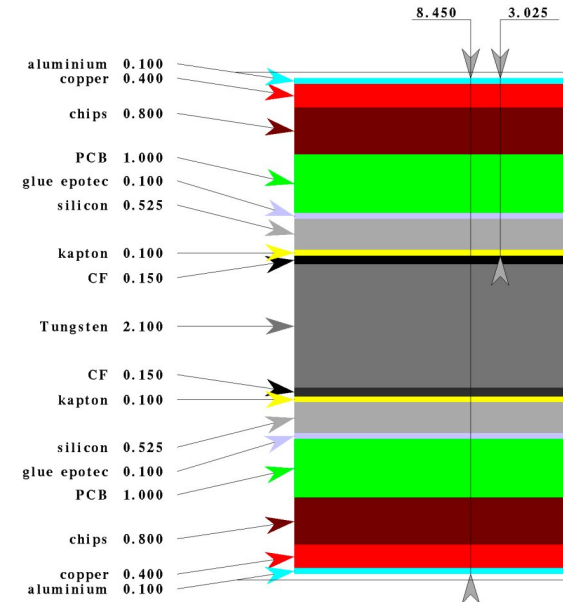 8.450 3.025
aluminium 0.100
copper 0.400
chips 0.800
PCB 1.000
glue epotec 0.100
silicon 0.525
kapton 0.100
CF 0.150
Tungsten 2.100
CF 0.150
kapton 0.100
silicon 0.525
glue epotec 0.100
PCB 1.000
chips 0.800
copper 0.400
aluminium 0.100